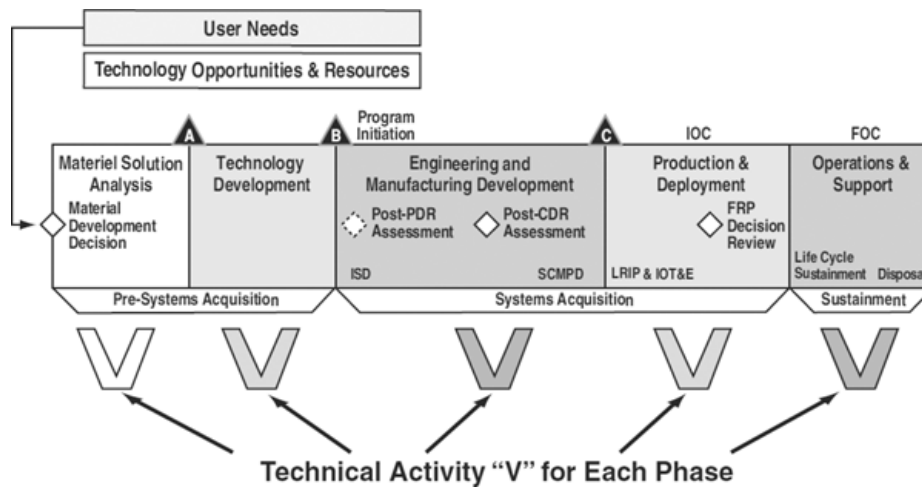 User Needs
Technology Opportunities & Resources
A
B
Program
Initiation
C
IOC
FOC
Materiel Solution
Analysis
Technology
Development
Engineering and
Manufacturing Development
Production &
Deployment
Operations &
Support
Material
Development
Decision
Post-PDR
Assessment
Post-CDR
Assessment
FRP
Decision
Review
ISD
SCMPD
LRIP & IOT&E
Life Cycle
Sustainment
Disposa
Pre-Systems Acquisition
Systems Acquisition
Sustainment
Technical Activity “V” for Each Phase